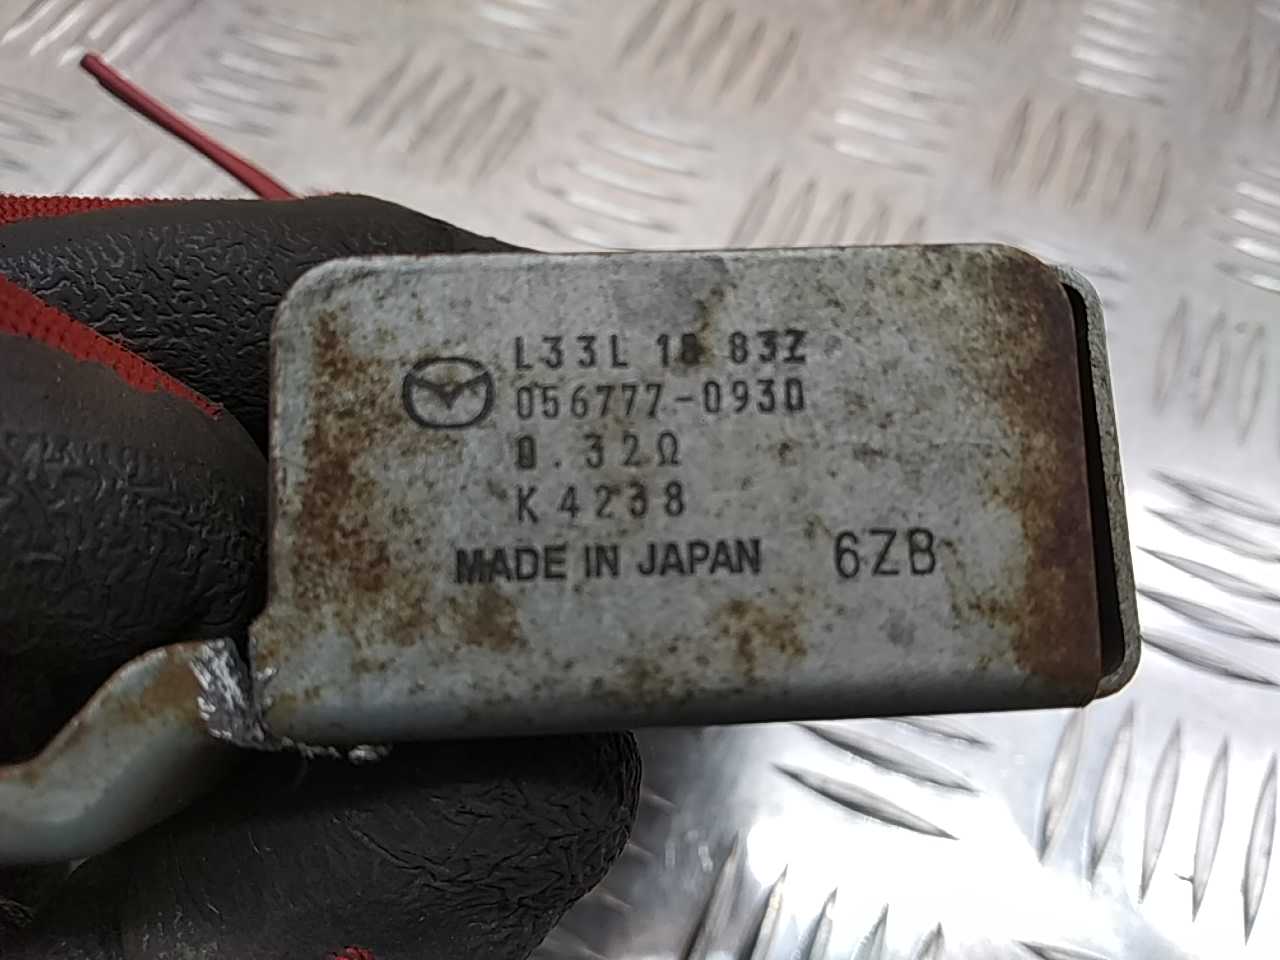 L33L 18 83Z
056777-0930
0.32Ω
K4238
MADE IN JAPAN 6ZB